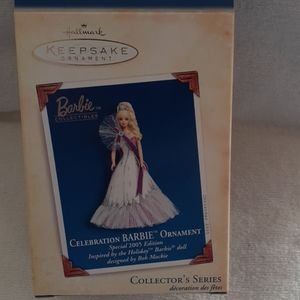 Hallmark
KEEPSAKE
ORNAMENT
Barbie™
COLLECTIBLES
CELEBRATION BARBIE™ ORNAMENT
Special 2005 Edition
Inspired by the Holiday™ Barbie® doll
designed by Bob Mackie
COLLECTOR'S SERIES
décoration des fêtes